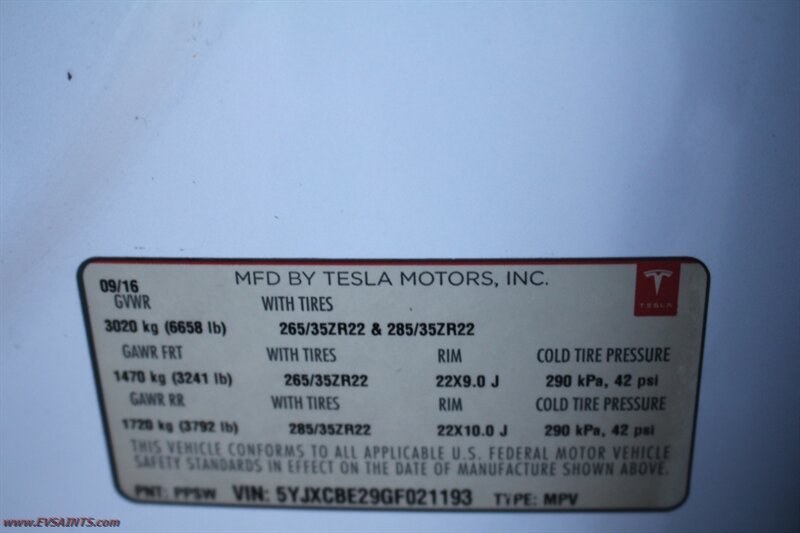 09/16 MFD BY TESLA MOTORS, INC.
TESLA
GVWR WITH TIRES
3020 kg (6658 lb) 265/35ZR22 & 285/35ZR22
GAWR FRT WITH TIRES RIM COLD TIRE PRESSURE
1470 kg (3241 lb) 265/35ZR22 22X9.0 J 290 kPa, 42 psi
GAWR RR WITH TIRES RIM COLD TIRE PRESSURE
1720 kg (3792 lb) 285/35ZR22 22X10.0 J 290 kPa, 42 psi
THIS VEHICLE CONFORMS TO ALL APPLICABLE U.S. FEDERAL MOTOR VEHICLE
SAFETY STANDARDS IN EFFECT ON THE DATE OF MANUFACTURE SHOWN ABOVE.
PNT: PPSW VIN: 5YJXCBE29GF021193 TYPE: MPV
www.EVSAINTS.com